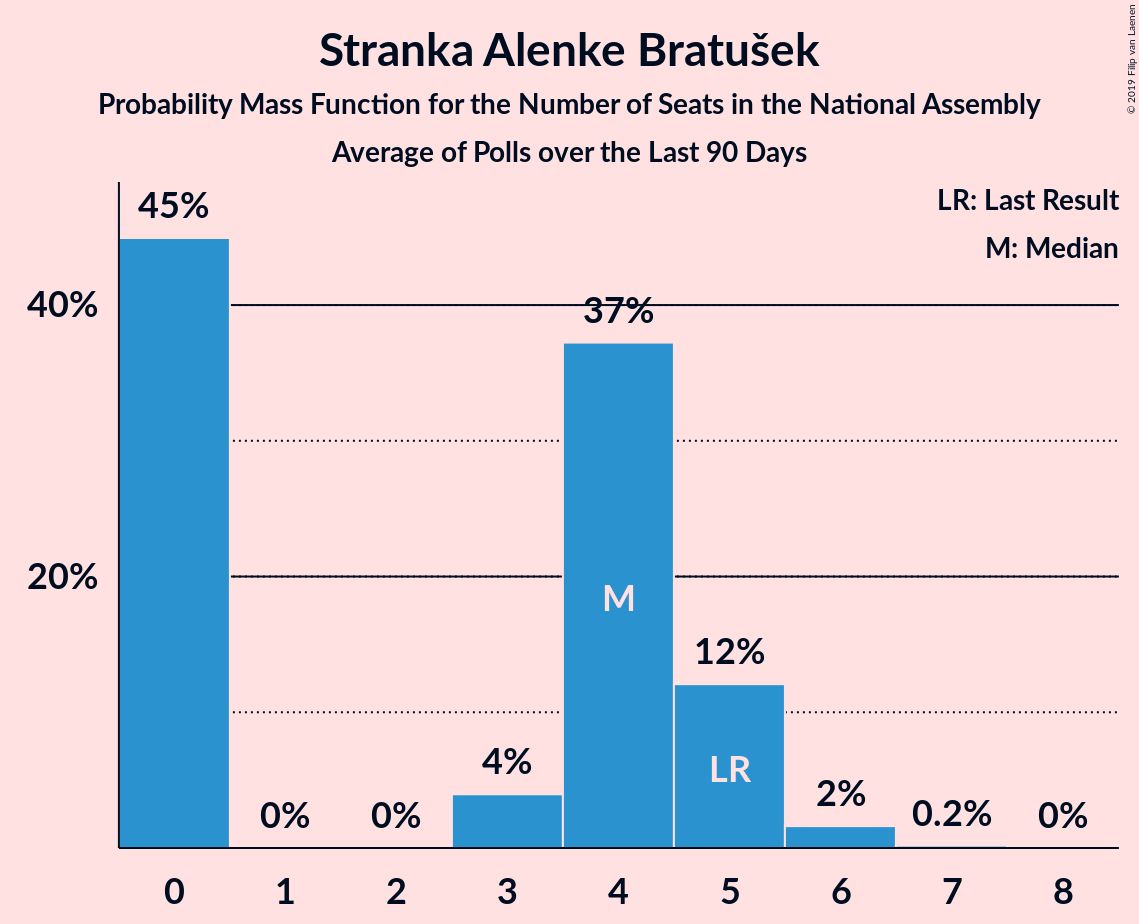 Stranka Alenke Bratušek
Probability Mass Function for the Number of Seats in the National Assembly
Average of Polls over the Last 90 Days
© 2019 Filip van Laenen
LR: Last Result
M: Median
45%
40%
37%
20%
M
12%
LR
4%
2%
0%
0%
0.2%
0%
0 1 2 3 4 5 6 7 8